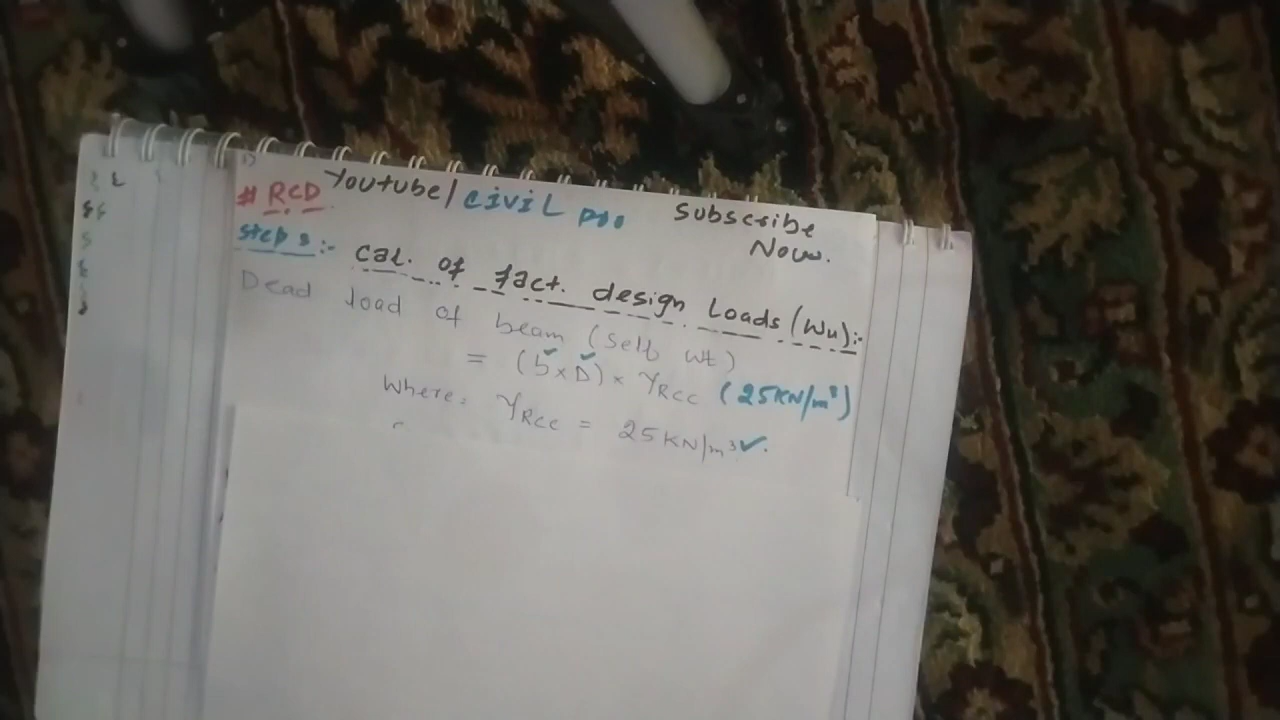 # RCD Youtube/civil pro Subscribe Now.
Step 3:- cal. of fact. design Loads (Wu):-
Dead load of beam (self wt)
= (b × D) × γRCC (25KN/m³)
Where, γRCC = 25KN/m³ ✓.